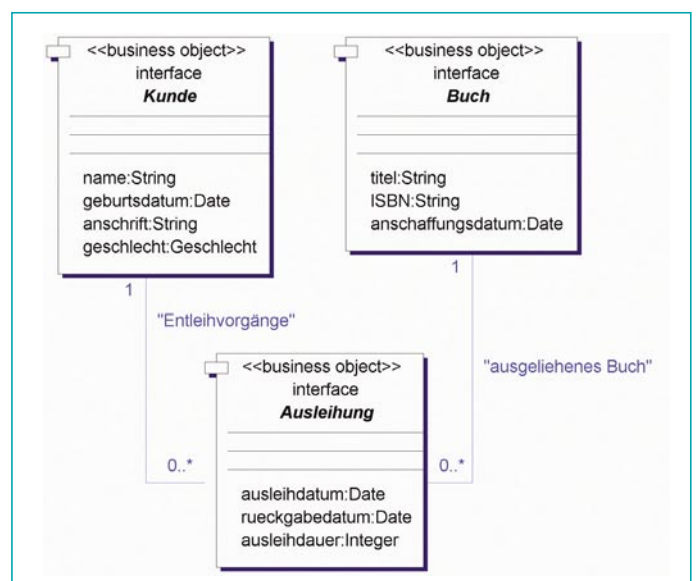 <<business object>>
interface
Kunde
name:String
geburtsdatum:Date
anschrift:String
geschlecht:Geschlecht
<<business object>>
interface
Buch
titel:String
ISBN:String
anschaffungsdatum:Date
1
"Entleihvorgänge"
0..*
1
"ausgeliehenes Buch"
0..*
<<business object>>
interface
Ausleihung
ausleihdatum:Date
rueckgabedatum:Date
ausleihdauer:Integer